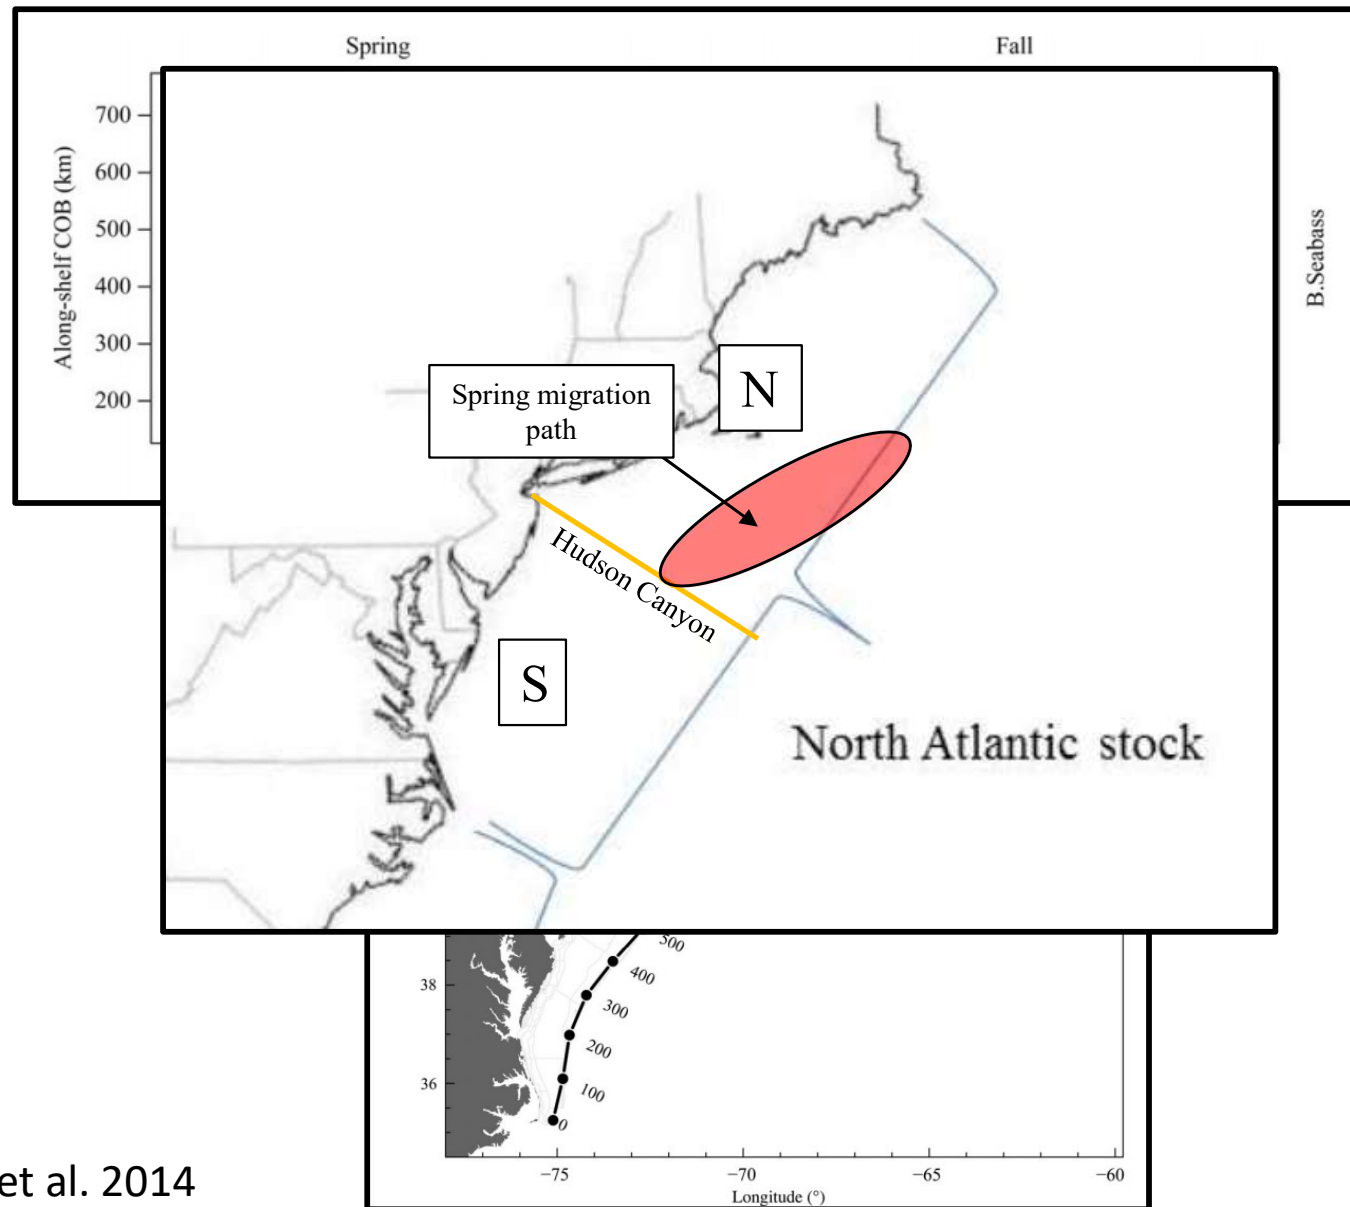 Spring
Fall
700
600
500
400
300
200
Along-shelf COB (km)
B.Seabass
Spring migration
path
N
Hudson Canyon
S
North Atlantic stock
500
400
300
200
100
0
38
36
−75
−70
−65
−60
Longitude (°)
et al. 2014